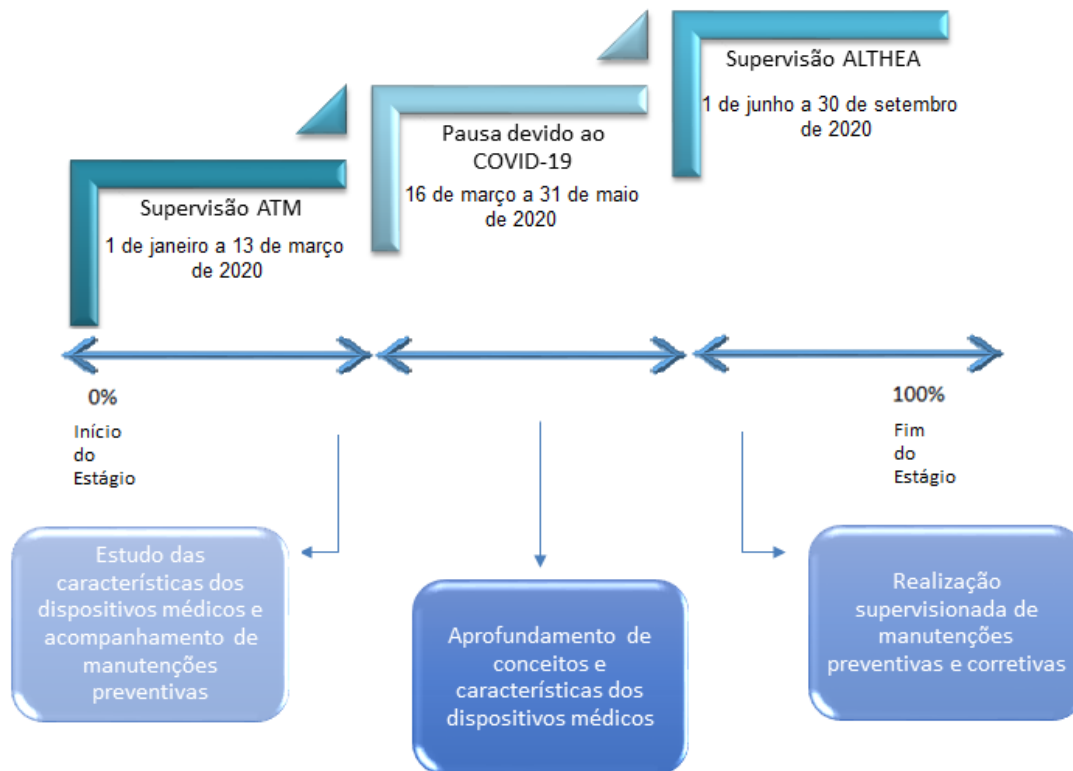 Supervisão ATM
1 de janeiro a 13 de março
de 2020
Pausa devido ao
COVID-19
16 de março a 31 de maio
de 2020
Supervisão ALTHEA
1 de junho a 30 de setembro
de 2020
0%
Início
do
Estágio
100%
Fim
do
Estágio
Estudo das
características dos
dispositivos médicos e
acompanhamento de
manutenções
preventivas
Aprofundamento de
conceitos e
características dos
dispositivos médicos
Realização
supervisionada de
manutenções
preventivas e corretivas